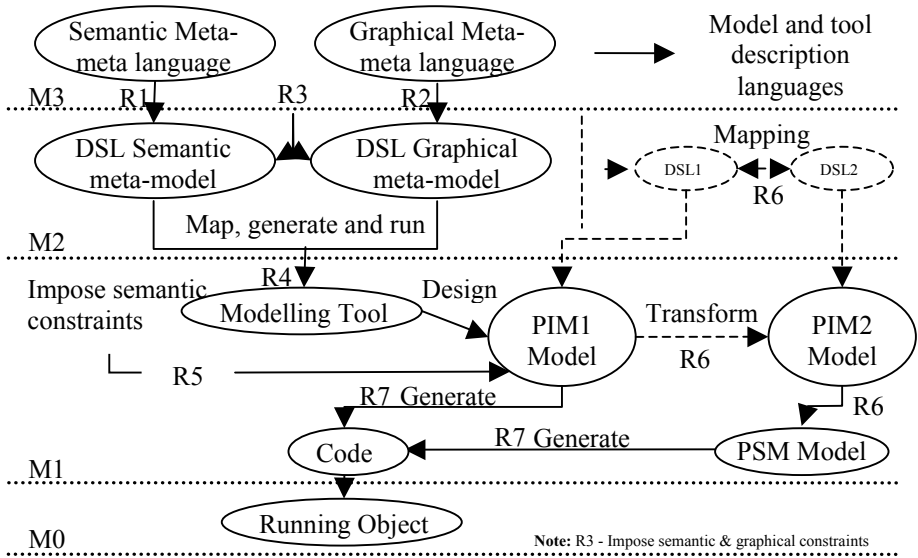 Semantic Meta-
meta language
Graphical Meta-
meta language
Model and tool
description
languages
M3
R1
R3
R2
DSL Semantic
meta-model
DSL Graphical
meta-model
Mapping
DSL1
DSL2
R6
Map, generate and run
M2
R4
Impose semantic
constraints
Modelling Tool
Design
PIM1
Model
Transform
R6
PIM2
Model
R5
R7 Generate
R6
Code
R7 Generate
PSM Model
M1
Running Object
M0
Note: R3 - Impose semantic & graphical constraints